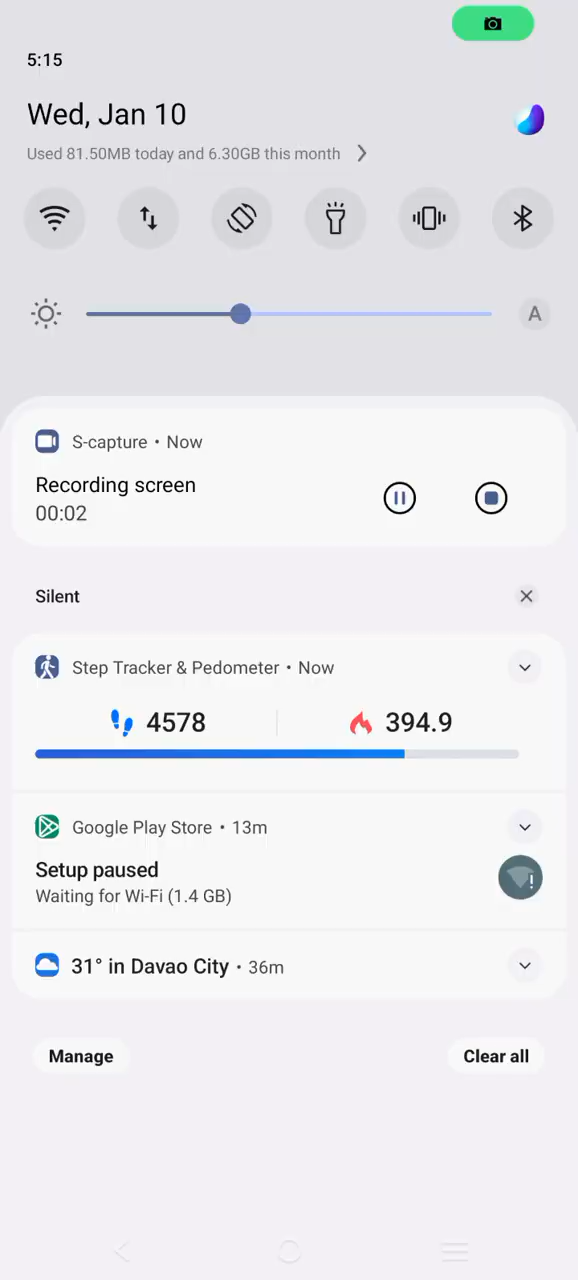 5:15
Wed, Jan 10
Used 81.50MB today and 6.30GB this month
A
S-capture • Now
Recording screen
00:02
Silent
Step Tracker & Pedometer • Now
4578 394.9
Google Play Store • 13m
Setup paused
Waiting for Wi-Fi (1.4 GB)
31° in Davao City • 36m
Manage Clear all